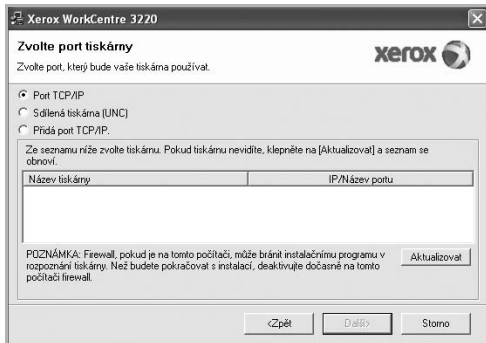 Xerox WorkCentre 3220
Zvolte port tiskárny
Zvolte port, který bude vaše tiskárna používat.
xerox
Port TCP/IP
Sdílená tiskárna (UNC)
Přidá port TCP/IP.
Ze seznamu níže zvolte tiskárnu. Pokud tiskárnu nevidíte, klepněte na [Aktualizovat] a seznam se
obnoví.
Název tiskárny IP/Název portu
POZNÁMKA: Firewall, pokud je na tomto počítači, může bránit instalačnímu programu v
rozpoznání tiskárny. Než budete pokračovat s instalací, deaktivujte dočasně na tomto
počítači firewall.
Aktualizovat
<Zpět Další> Storno